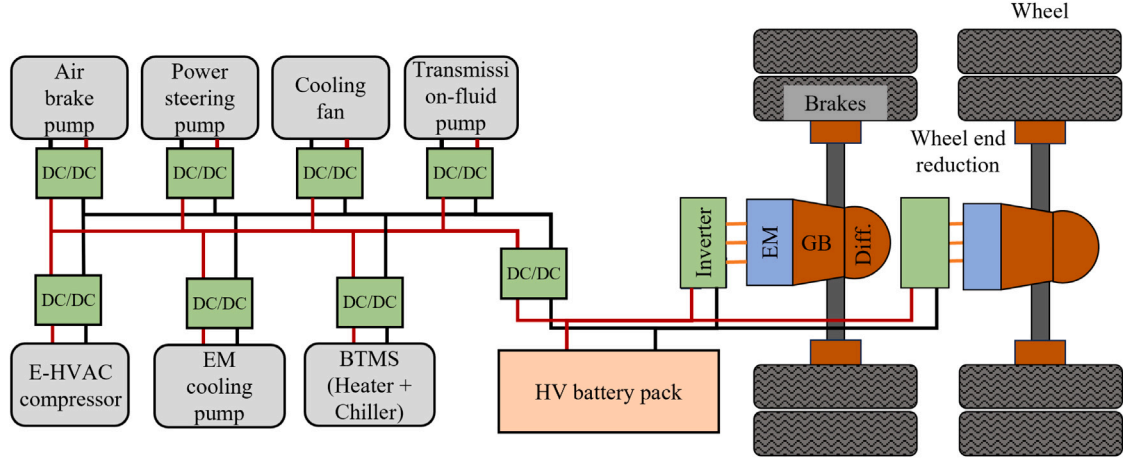 Wheel
Air
brake
pump
Power
steering
pump
Cooling
fan
Transmissi
on-fluid
pump
Brakes
Wheel end
reduction
DC/DC
DC/DC
DC/DC
DC/DC
Inverter
EM
GB
Diff.
DC/DC
DC/DC
DC/DC
DC/DC
E-HVAC
compressor
EM
cooling
pump
BTMS
(Heater +
Chiller)
HV battery pack